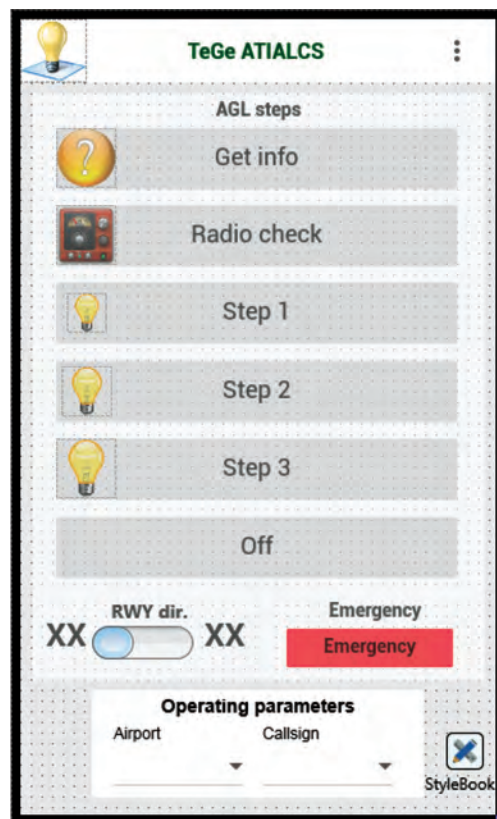 TeGe ATIALCS
AGL steps
Get info
Radio check
Step 1
Step 2
Step 3
Off
RWY dir.
XX XX
Emergency
Emergency
Operating parameters
Airport Callsign
StyleBook